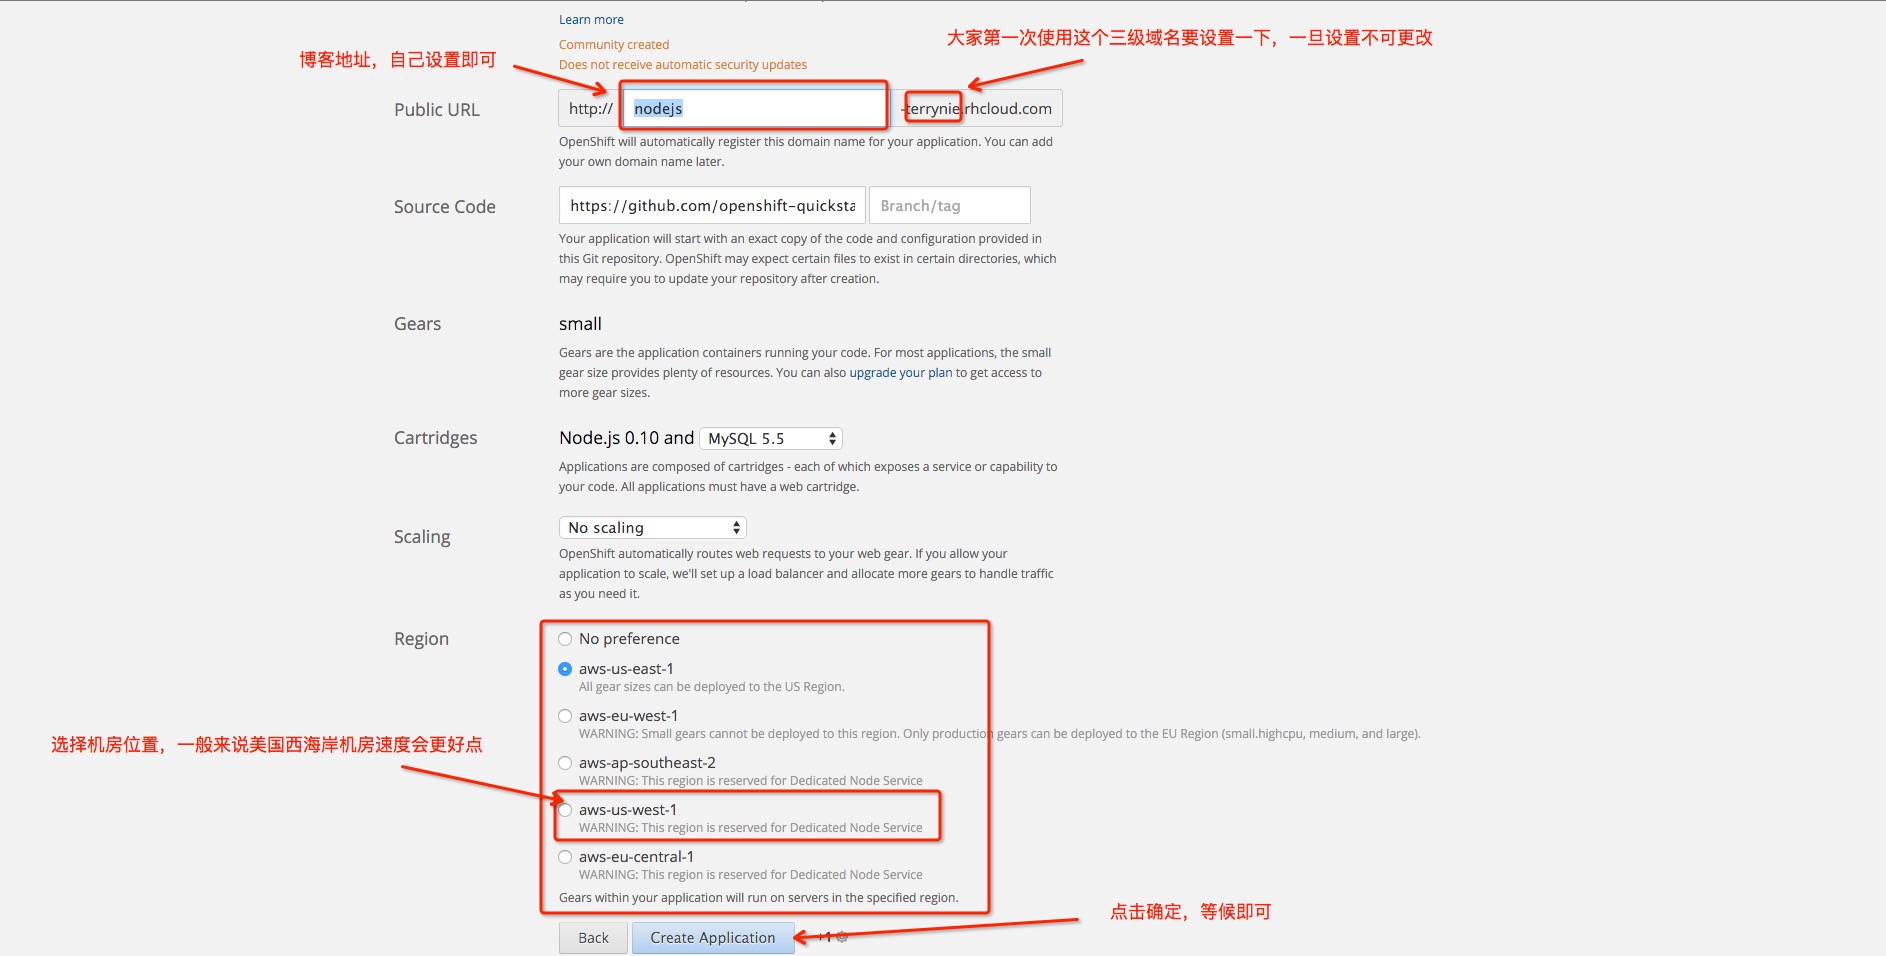 Learn more
Community created
Does not receive automatic security updates
博客地址，自己设置即可
大家第一次使用这个三级域名要设置一下，一旦设置不可更改
Public URL
http://
nodejs
-terrynie.rhcloud.com
OpenShift will automatically register this domain name for your application. You can add
your own domain name later.
Source Code
https://github.com/openshift-quicksta
Branch/tag
Your application will start with an exact copy of the code and configuration provided in
this Git repository. OpenShift may expect certain files to exist in certain directories, which
may require you to update your repository after creation.
Gears
small
Gears are the application containers running your code. For most applications, the small
gear size provides plenty of resources. You can also upgrade your plan to get access to
more gear sizes.
Cartridges
Node.js 0.10 and
MySQL 5.5
Applications are composed of cartridges - each of which exposes a service or capability to
your code. All applications must have a web cartridge.
Scaling
No scaling
OpenShift automatically routes web requests to your web gear. If you allow your
application to scale, we'll set up a load balancer and allocate more gears to handle traffic
as you need it.
Region
No preference
aws-us-east-1
All gear sizes can be deployed to the US Region.
aws-eu-west-1
WARNING: Small gears cannot be deployed to this region. Only production gears can be deployed to the EU Region (small.highcpu, medium, and large).
选择机房位置，一般来说美国西海岸机房速度会更好点
aws-ap-southeast-2
WARNING: This region is reserved for Dedicated Node Service
aws-us-west-1
WARNING: This region is reserved for Dedicated Node Service
aws-eu-central-1
WARNING: This region is reserved for Dedicated Node Service
Gears within your application will run on servers in the specified region.
点击确定，等候即可
Back
Create Application
+1